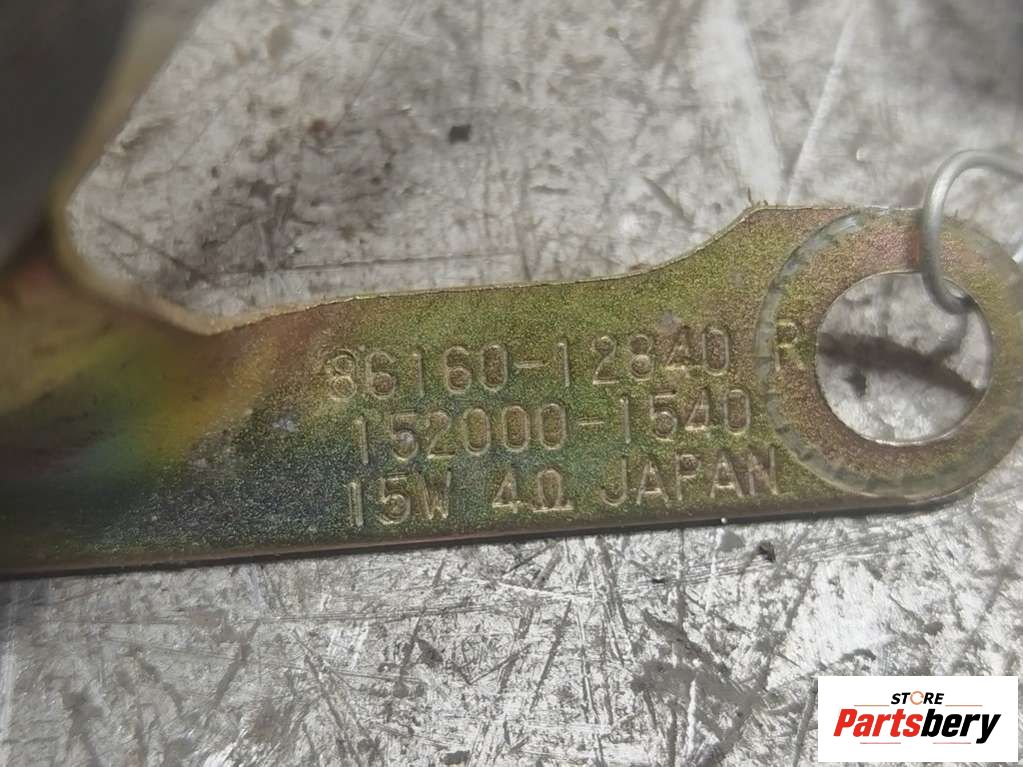 86160-12840 R
152000-1540
15W 4Ω JAPAN
STORE
Partsbery